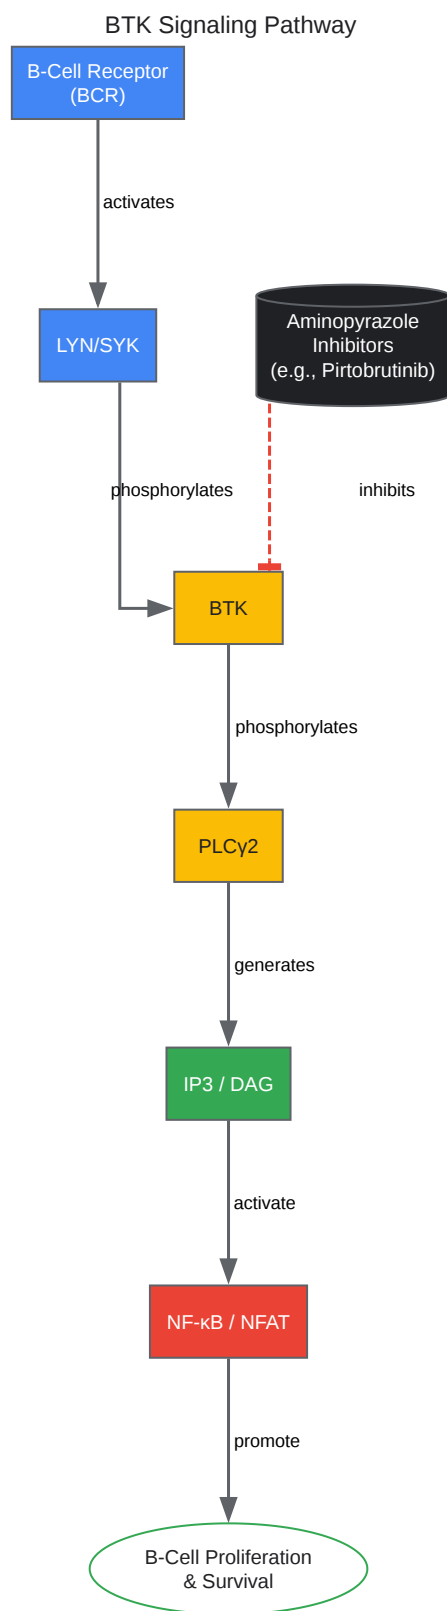 BTK Signaling Pathway
B-Cell Receptor
(BCR)
activates
LYN/SYK
Aminopyrazole
Inhibitors
(e.g., Pirtobrutinib)
phosphorylates
inhibits
BTK
phosphorylates
PLCγ2
generates
IP3 / DAG
activate
NF-κB / NFAT
promote
B-Cell Proliferation
& Survival